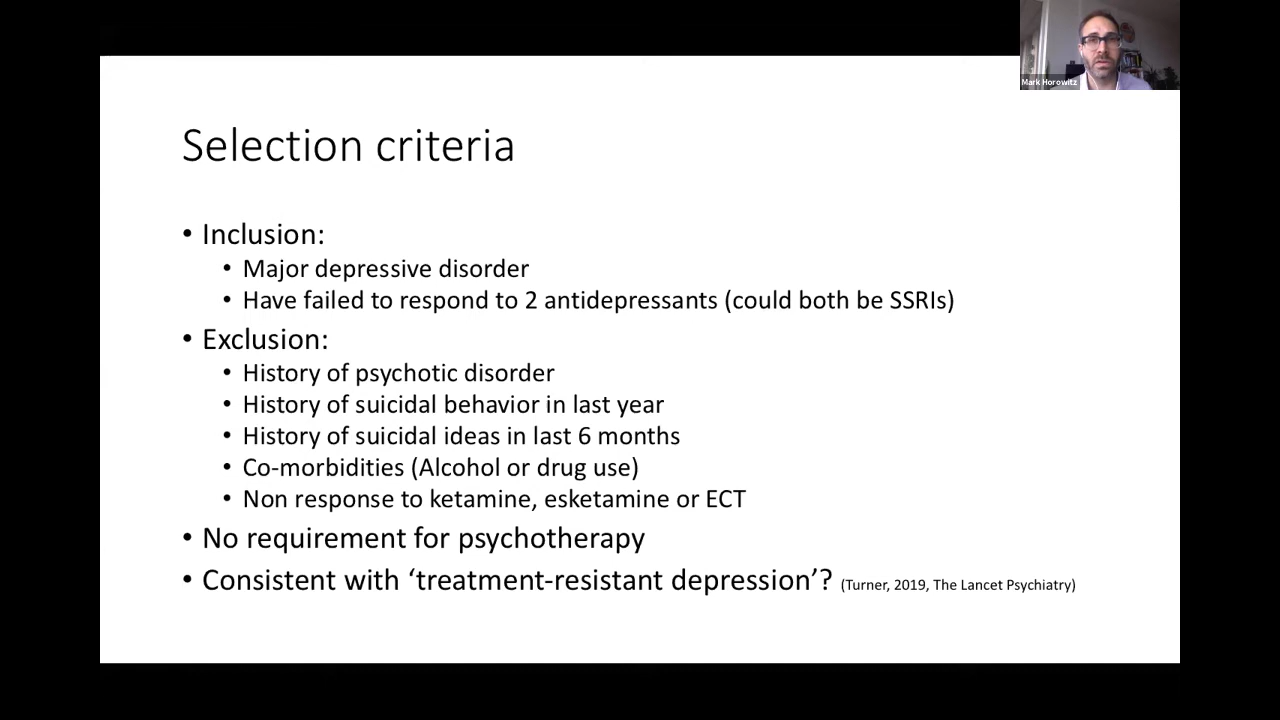 Mark Horowitz
Selection criteria
• Inclusion:
• Major depressive disorder
• Have failed to respond to 2 antidepressants (could both be SSRIs)
• Exclusion:
• History of psychotic disorder
• History of suicidal behavior in last year
• History of suicidal ideas in last 6 months
• Co-morbidities (Alcohol or drug use)
• Non response to ketamine, esketamine or ECT
• No requirement for psychotherapy
• Consistent with ‘treatment-resistant depression’? (Turner, 2019, The Lancet Psychiatry)